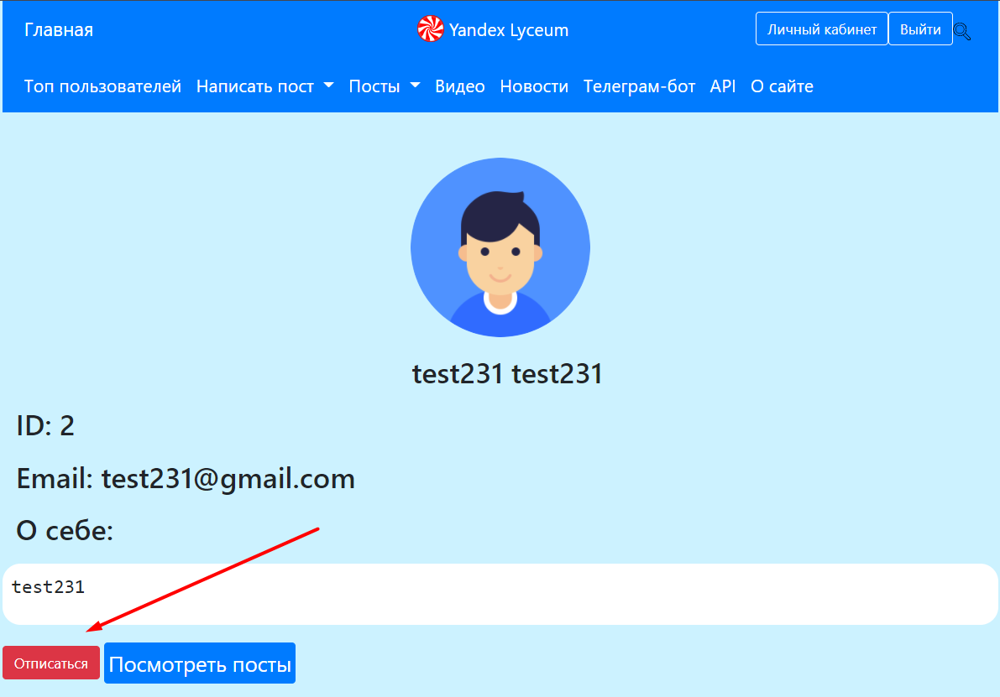 Главная
Yandex Lyceum
Личный кабинет
Выйти
Топ пользователей Написать пост Посты Видео Новости Телеграм-бот API О сайте
test231 test231
ID: 2
Email: test231@gmail.com
О себе:
test231
Отписаться
Посмотреть посты